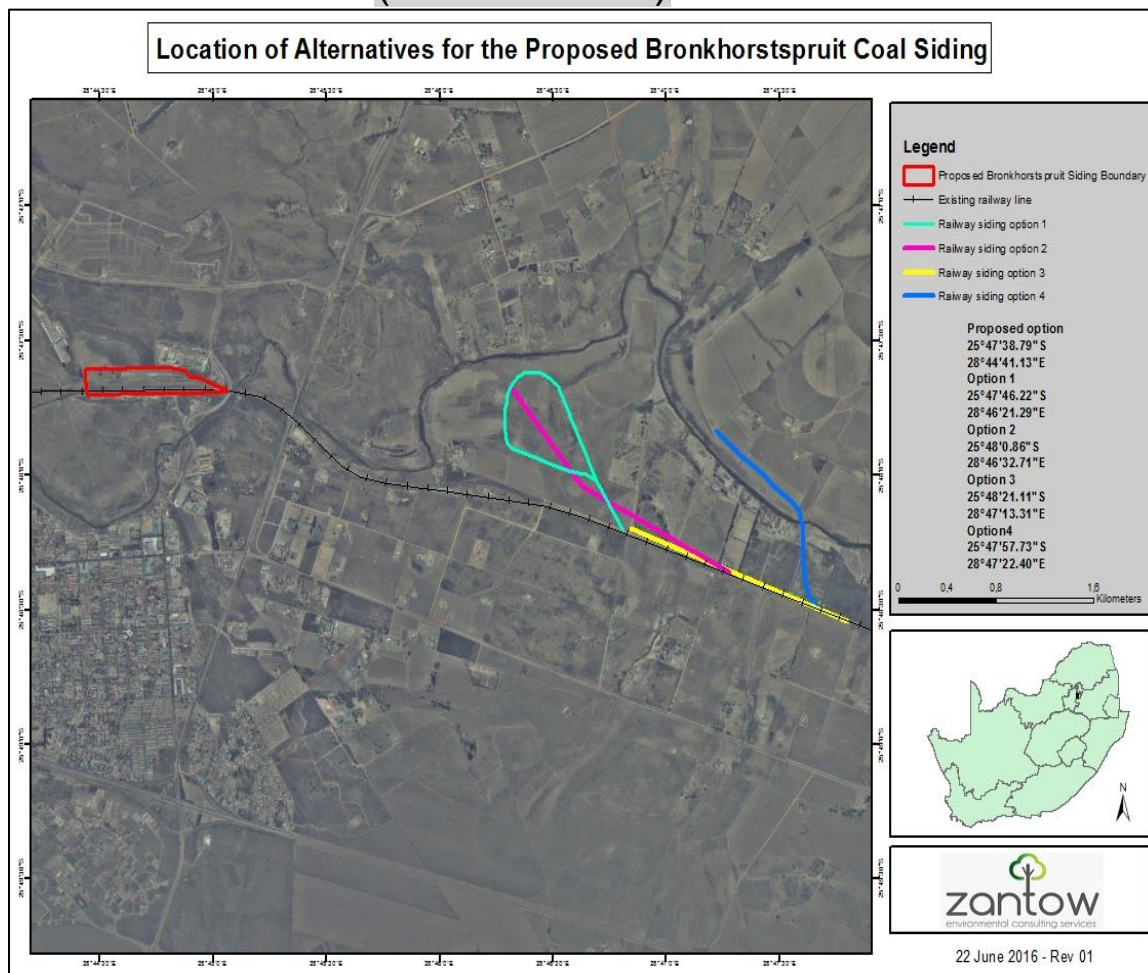 Location of Alternatives for the Proposed Bronkhorstspruit Coal Siding
Legend
Proposed Bronkhorstspruit Siding Boundary
Existing railway line
Railway siding option 1
Railway siding option 2
Railway siding option 3
Railway siding option 4
Proposed option
25°47'38.79"S
28°44'41.13"E
Option 1
25°47'46.22"S
28°46'21.29"E
Option 2
25°48'0.86"S
28°46'32.71"E
Option 3
25°48'21.11"S
28°47'13.31"E
Option4
25°47'57.73"S
28°47'22.40"E
0 0,4 0,8 1,6
Kilometers
N
zantow
environmental consulting services
22 June 2016 - Rev 01